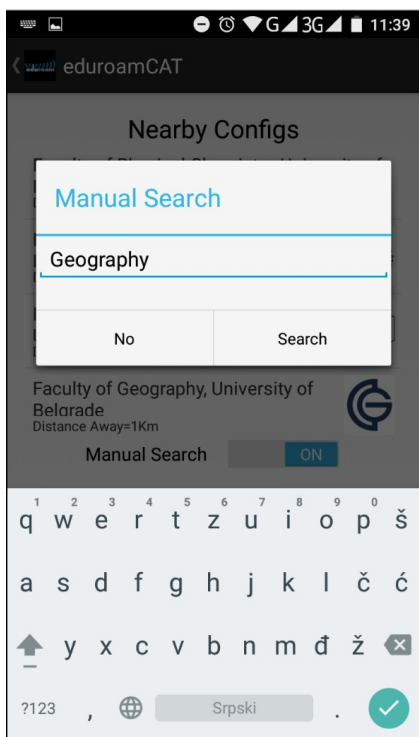 G 3G 11:39
eduroamCAT
Nearby Configs
Manual Search
Geography
No Search
Faculty of Geography, University of
Belgrade
Distance Away=1Km
Manual Search ON
1 2 3 4 5 6 7 8 9 0
q w e r t z u i o p š
a s d f g h j k l č ć
y x c v b n m đ ž
?123 , Srpski .